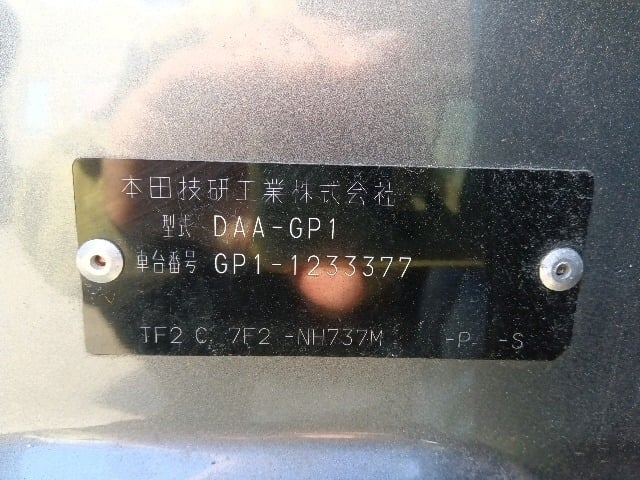 本田技研工業株式会社
型式 DAA-GP1
車台番号 GP1-1233377
TF2 C 7F2 -NH737M -P -S